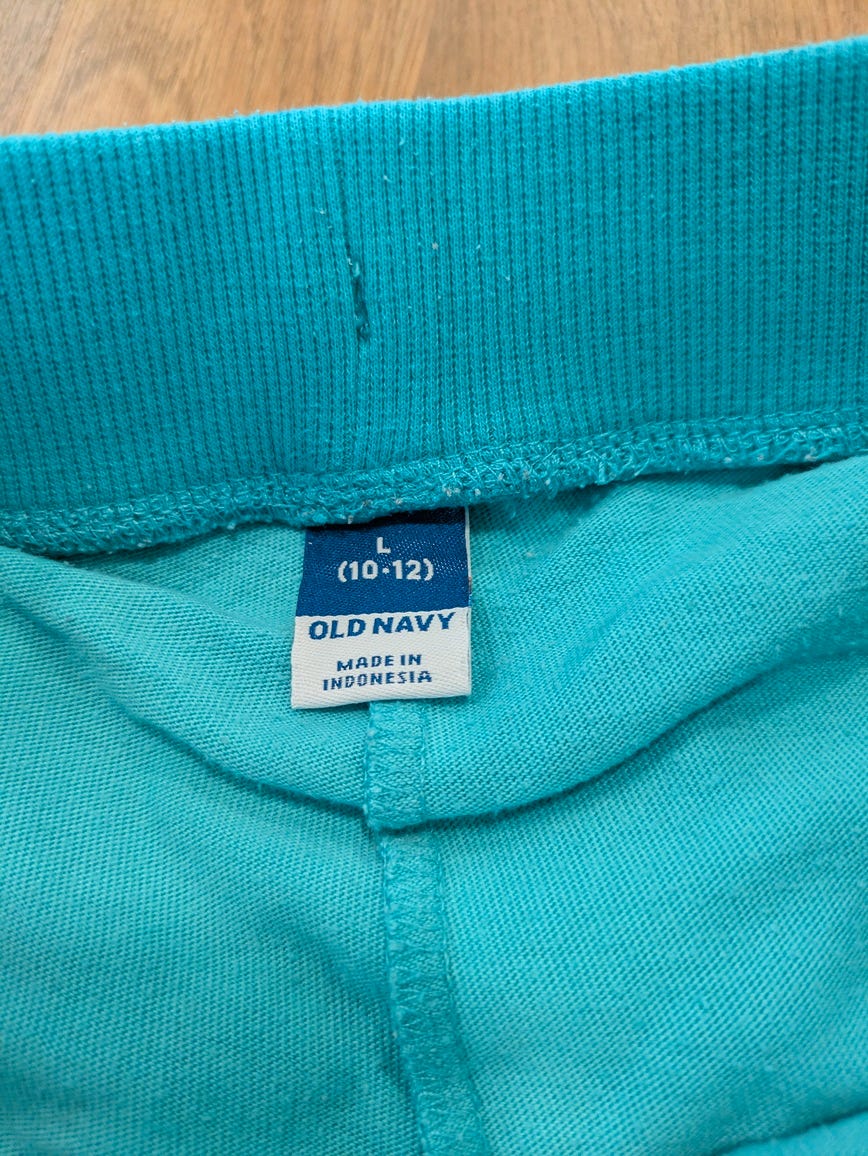 L
(10-12)
OLD NAVY
MADE IN
INDONESIA